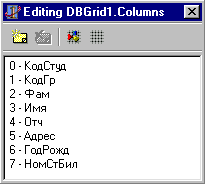 Editing DBGrid1.Columns
0 - КодСтуд
1 - КодГр
2 - Фам
3 - Имя
4 - Отч
5 - Адрес
6 - ГодРожд
7 - НомСтБил